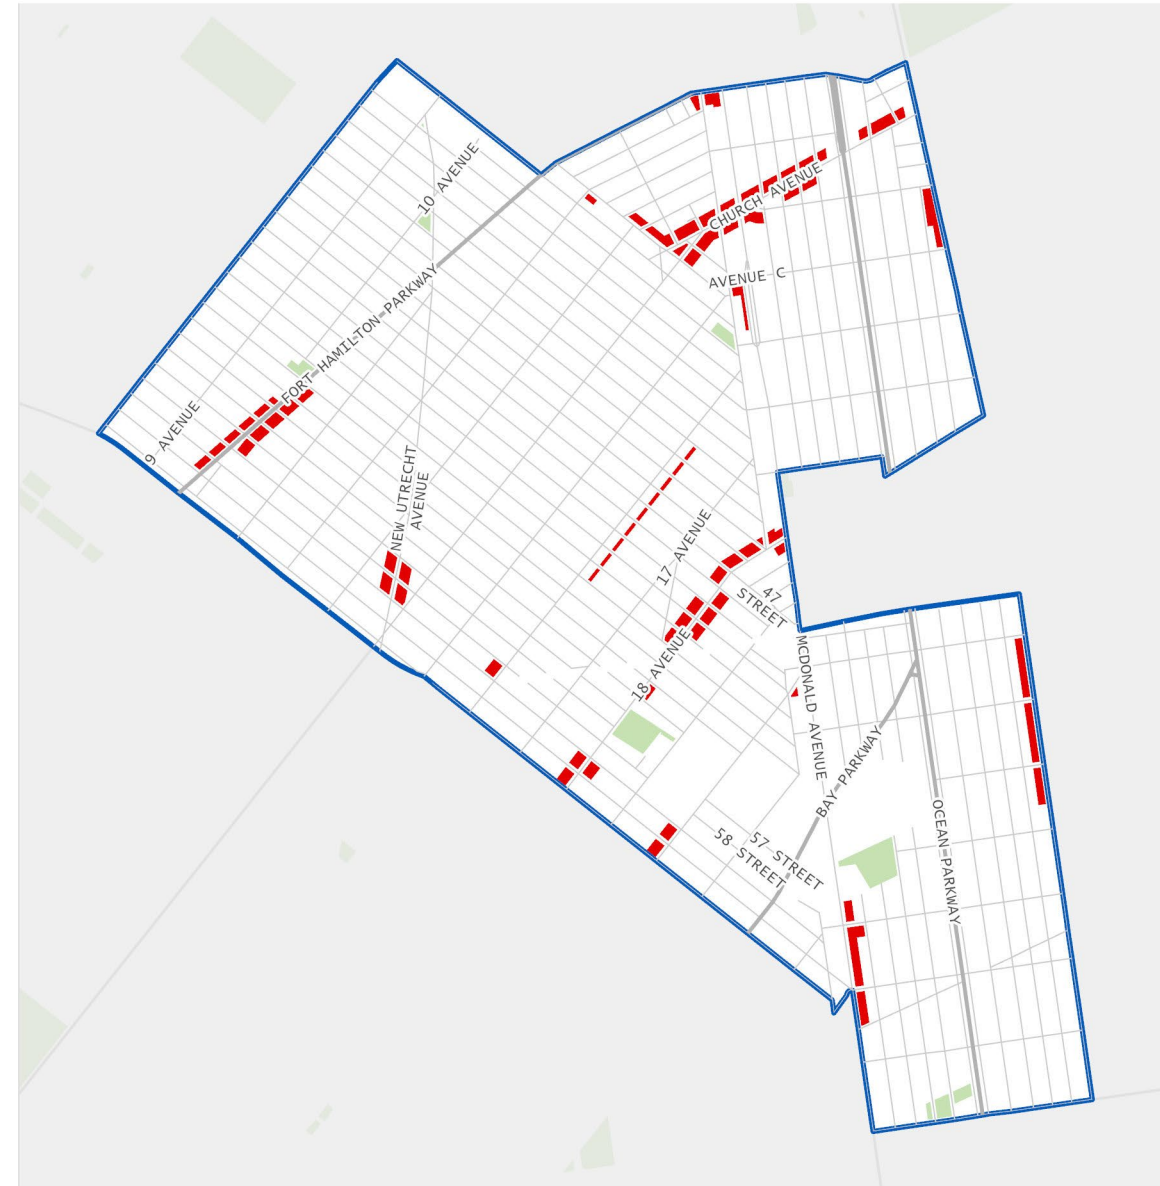 10 AVENUE
CHURCH AVENUE
AVENUE C
FORT HAMILTON PARKWAY
9 AVENUE
NEW UTRECHT
AVENUE
17 AVENUE
47
STREET
18 AVENUE
MCDONALD AVENUE
BAY PARKWAY
OCEAN PARKWAY
57 STREET
58 STREET